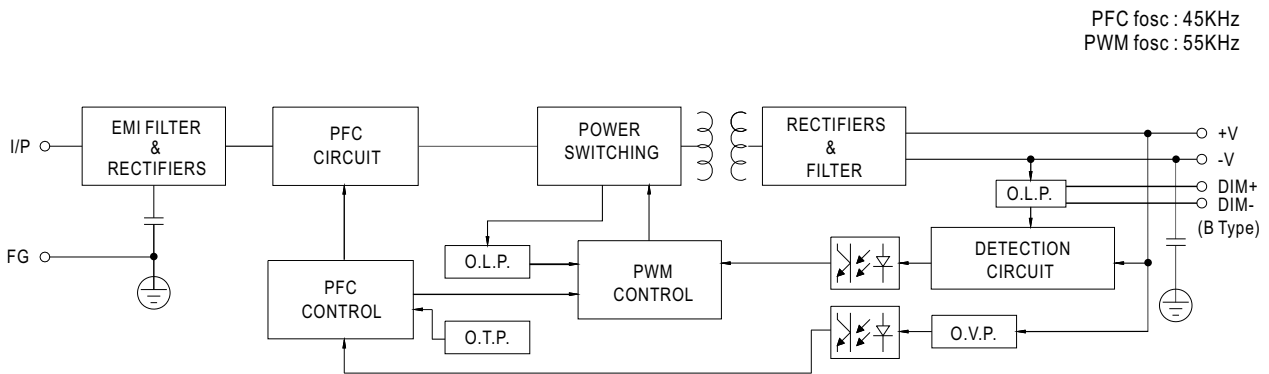 PFC fosc : 45KHz
PWM fosc : 55KHz
I/P
EMI FILTER
&
RECTIFIERS
PFC
CIRCUIT
POWER
SWITCHING
RECTIFIERS
&
FILTER
+V
-V
O.L.P.
DIM+
DIM-
(B Type)
FG
PFC
CONTROL
O.L.P.
PWM
CONTROL
DETECTION
CIRCUIT
O.T.P.
O.V.P.